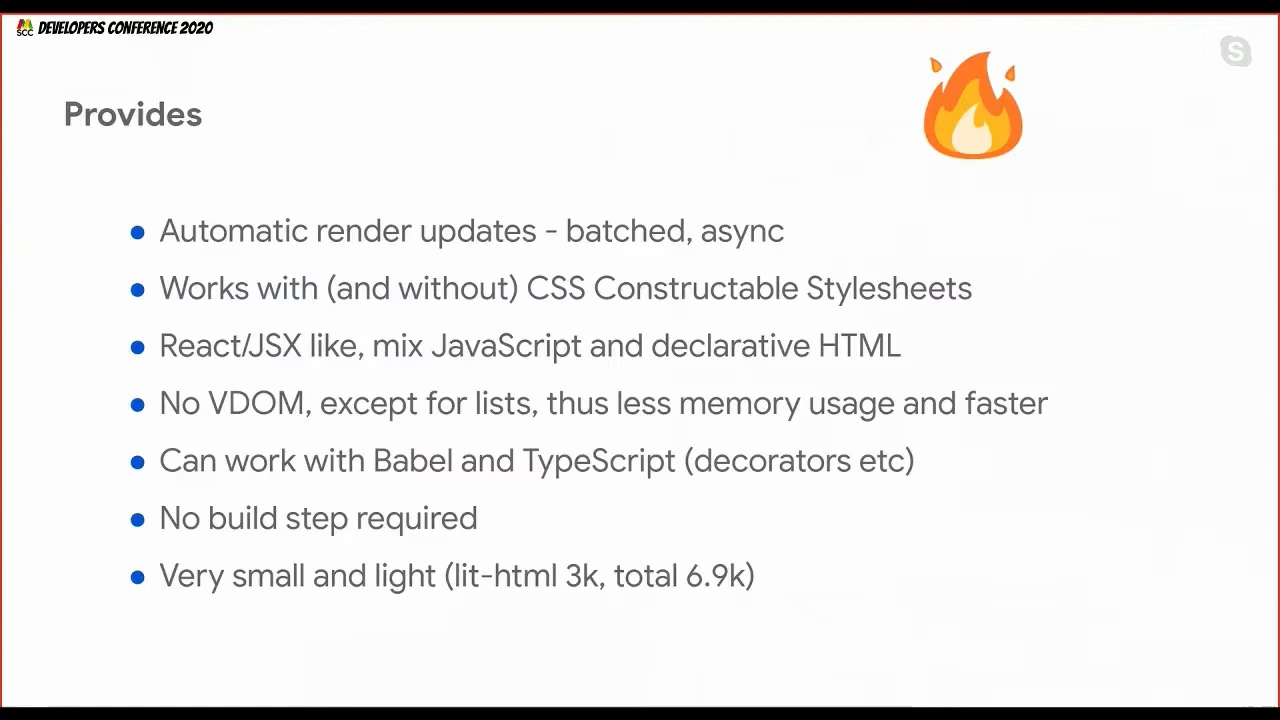 SCC DEVELOPERS CONFERENCE 2020
S
Provides
Automatic render updates - batched, async
Works with (and without) CSS Constructable Stylesheets
React/JSX like, mix JavaScript and declarative HTML
No VDOM, except for lists, thus less memory usage and faster
Can work with Babel and TypeScript (decorators etc)
No build step required
Very small and light (lit-html 3k, total 6.9k)